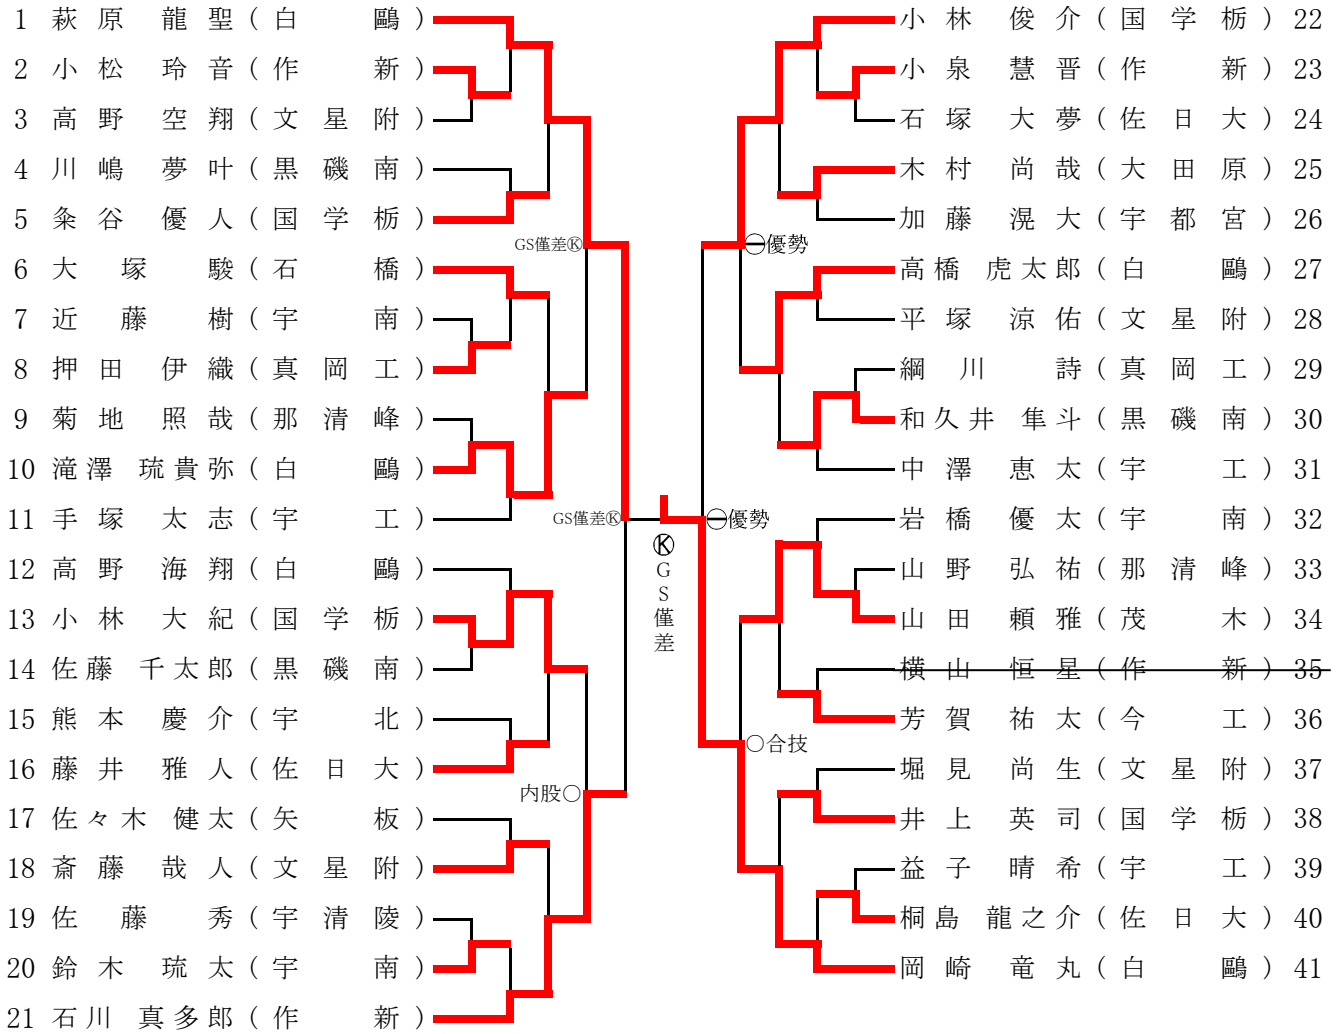 1 萩原 龍聖(白 鷗)
2 小松 玲音(作 新)
3 高野 空翔(文星附)
4 川嶋 夢叶(黒磯南)
5 粂谷 優人(国学栃)
GS僅差Ⓚ
6 大塚 駿(石 橋)
7 近藤 樹(宇 南)
8 押田 伊織(真岡工)
9 菊地 照哉(那清峰)
10 滝澤 琉貴弥(白 鷗)
11 手塚 太志(宇 工)
GS僅差Ⓚ
12 高野 海翔(白 鷗)
13 小林 大紀(国学栃)
14 佐藤 千太郎(黒磯南)
15 熊本 慶介(宇 北)
16 藤井 雅人(佐日大)
内股○
17 佐々木 健太(矢 板)
18 斎藤 哉人(文星附)
19 佐藤 秀(宇清陵)
20 鈴木 琉太(宇 南)
21 石川 真多郎(作 新)
ⓀGS僅差
小林 俊介(国学栃) 22
小泉 慧晋(作 新) 23
石塚 大夢(佐日大) 24
木村 尚哉(大田原) 25
加藤 滉大(宇都宮) 26
㊀優勢
高橋 虎太郎(白 鷗) 27
平塚 涼佑(文星附) 28
綱川 詩(真岡工) 29
和久井 隼斗(黒磯南) 30
中澤 恵太(宇 工) 31
㊀優勢
岩橋 優太(宇 南) 32
山野 弘祐(那清峰) 33
山田 頼雅(茂 木) 34
横山 恒星(作 新) 35
芳賀 祐太(今 工) 36
○合技
堀見 尚生(文星附) 37
井上 英司(国学栃) 38
益子 晴希(宇 工) 39
桐島 龍之介(佐日大) 40
岡崎 竜丸(白 鷗) 41